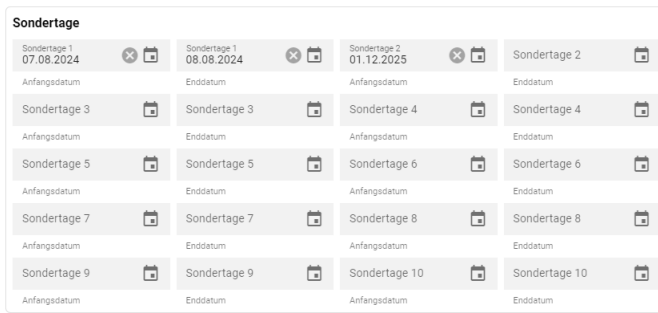 Sondertage
Sondertage 1 Sondertage 1 Sondertage 2 Sondertage 2
07.08.2024 08.08.2024 01.12.2025
Anfangsdatum Enddatum Anfangsdatum Enddatum
Sondertage 3 Sondertage 3 Sondertage 4 Sondertage 4
Anfangsdatum Enddatum Anfangsdatum Enddatum
Sondertage 5 Sondertage 5 Sondertage 6 Sondertage 6
Anfangsdatum Enddatum Anfangsdatum Enddatum
Sondertage 7 Sondertage 7 Sondertage 8 Sondertage 8
Anfangsdatum Enddatum Anfangsdatum Enddatum
Sondertage 9 Sondertage 9 Sondertage 10 Sondertage 10
Anfangsdatum Enddatum Anfangsdatum Enddatum